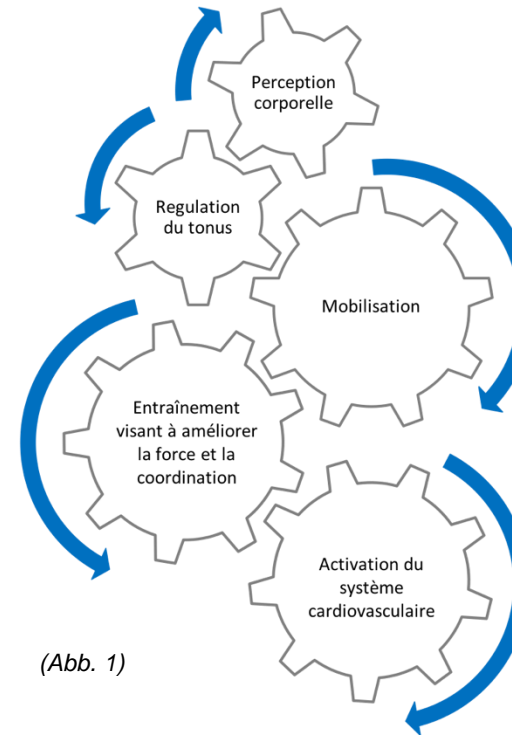 Perception
corporelle
Regulation
du tonus
Mobilisation
Entraînement
visant à améliorer
la force et la
coordination
Activation du
système
cardiovasculaire
(Abb. 1)